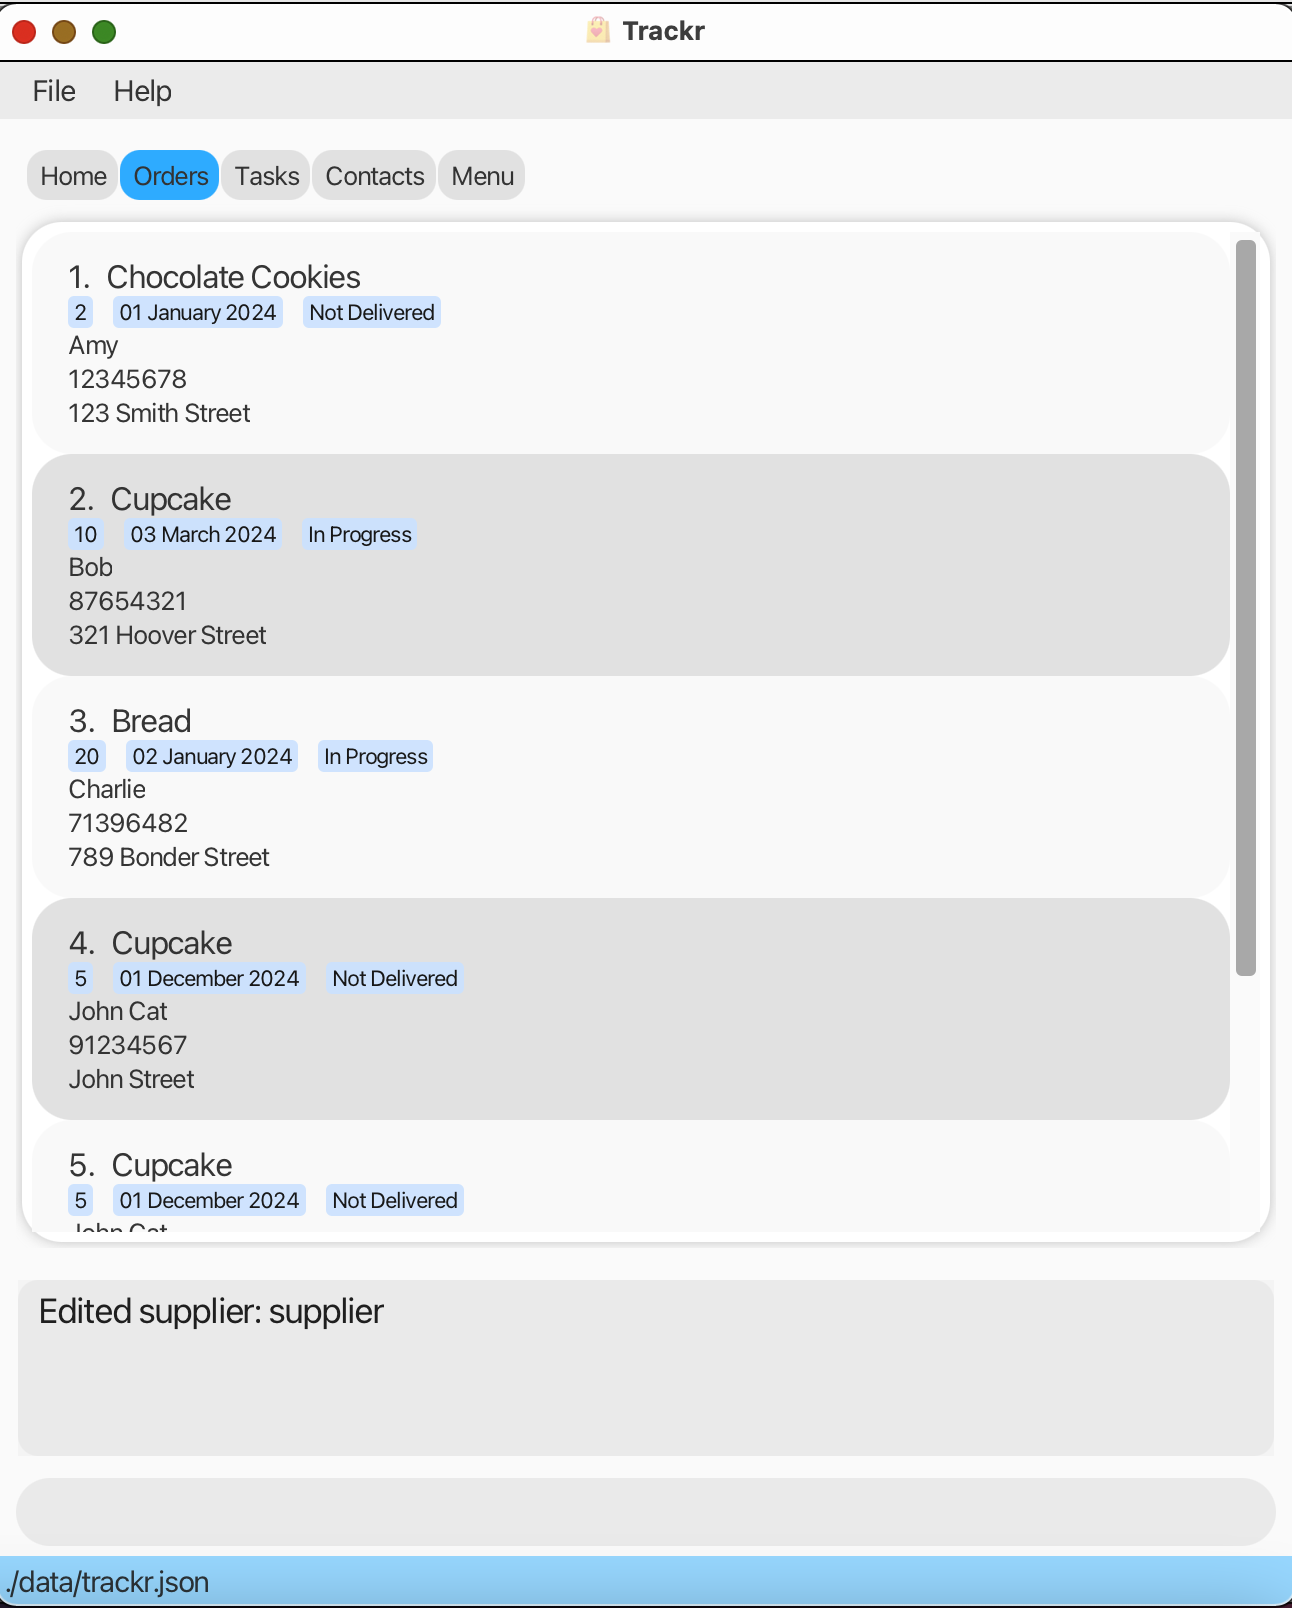 Trackr
File Help
Home Orders Tasks Contacts Menu
1. Chocolate Cookies
2 01 January 2024 Not Delivered
Amy
12345678
123 Smith Street
2. Cupcake
10 03 March 2024 In Progress
Bob
87654321
321 Hoover Street
3. Bread
20 02 January 2024 In Progress
Charlie
71396482
789 Bonder Street
4. Cupcake
5 01 December 2024 Not Delivered
John Cat
91234567
John Street
5. Cupcake
5 01 December 2024 Not Delivered
John Cat
Edited supplier: supplier
./data/trackr.json